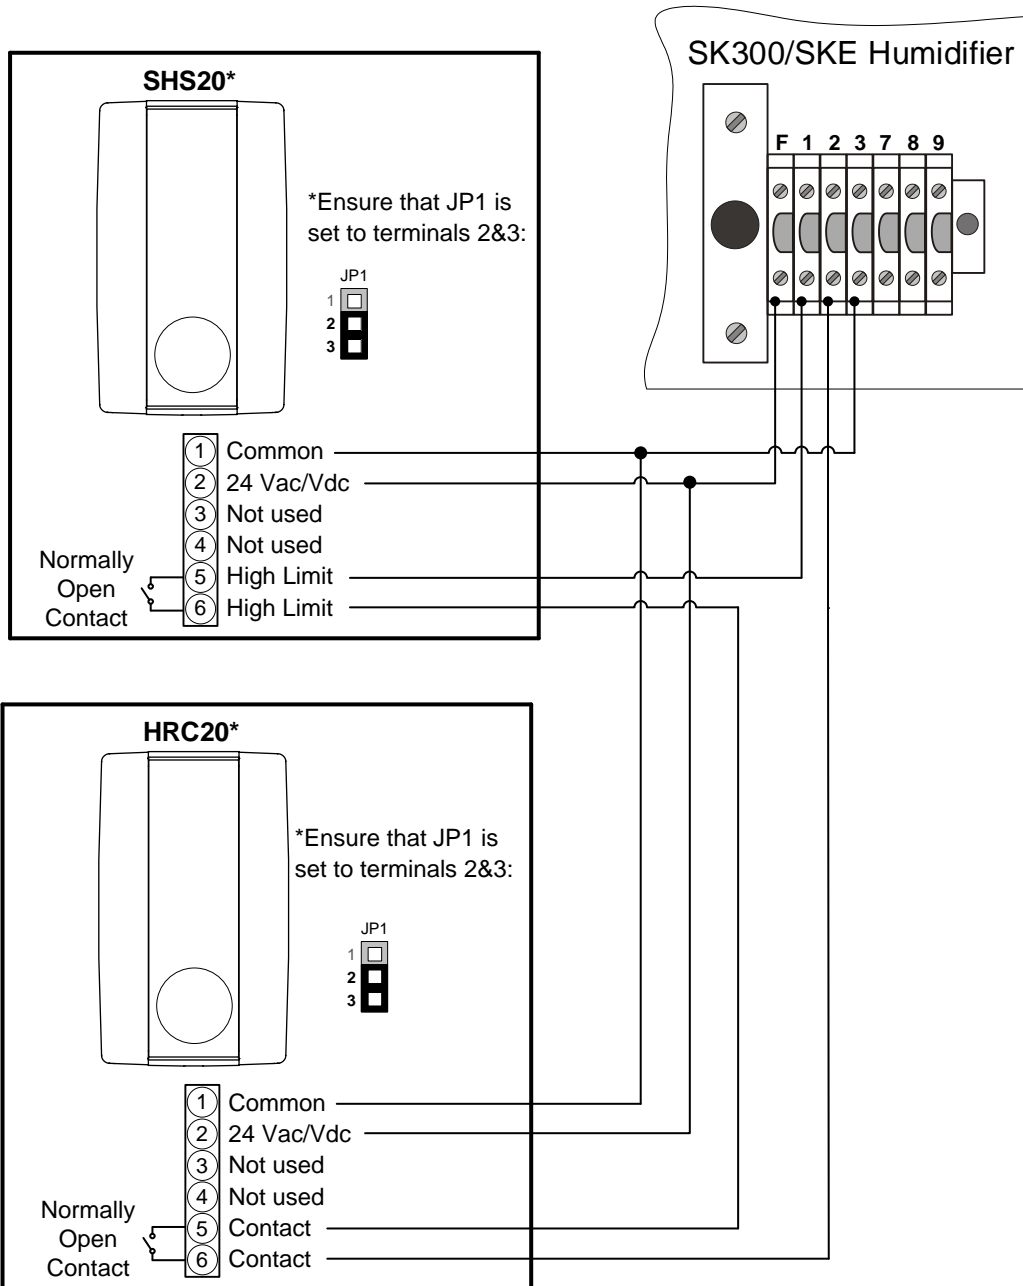 SK300/SKE Humidifier
F 1 2 3 7 8 9
SHS20*
*Ensure that JP1 is
set to terminals 2&3:
JP1
1
2
3
1 Common
2 24 Vac/Vdc
3 Not used
4 Not used
5 High Limit
6 High Limit
Normally
Open
Contact
HRC20*
*Ensure that JP1 is
set to terminals 2&3:
JP1
1
2
3
1 Common
2 24 Vac/Vdc
3 Not used
4 Not used
5 Contact
6 Contact
Normally
Open
Contact